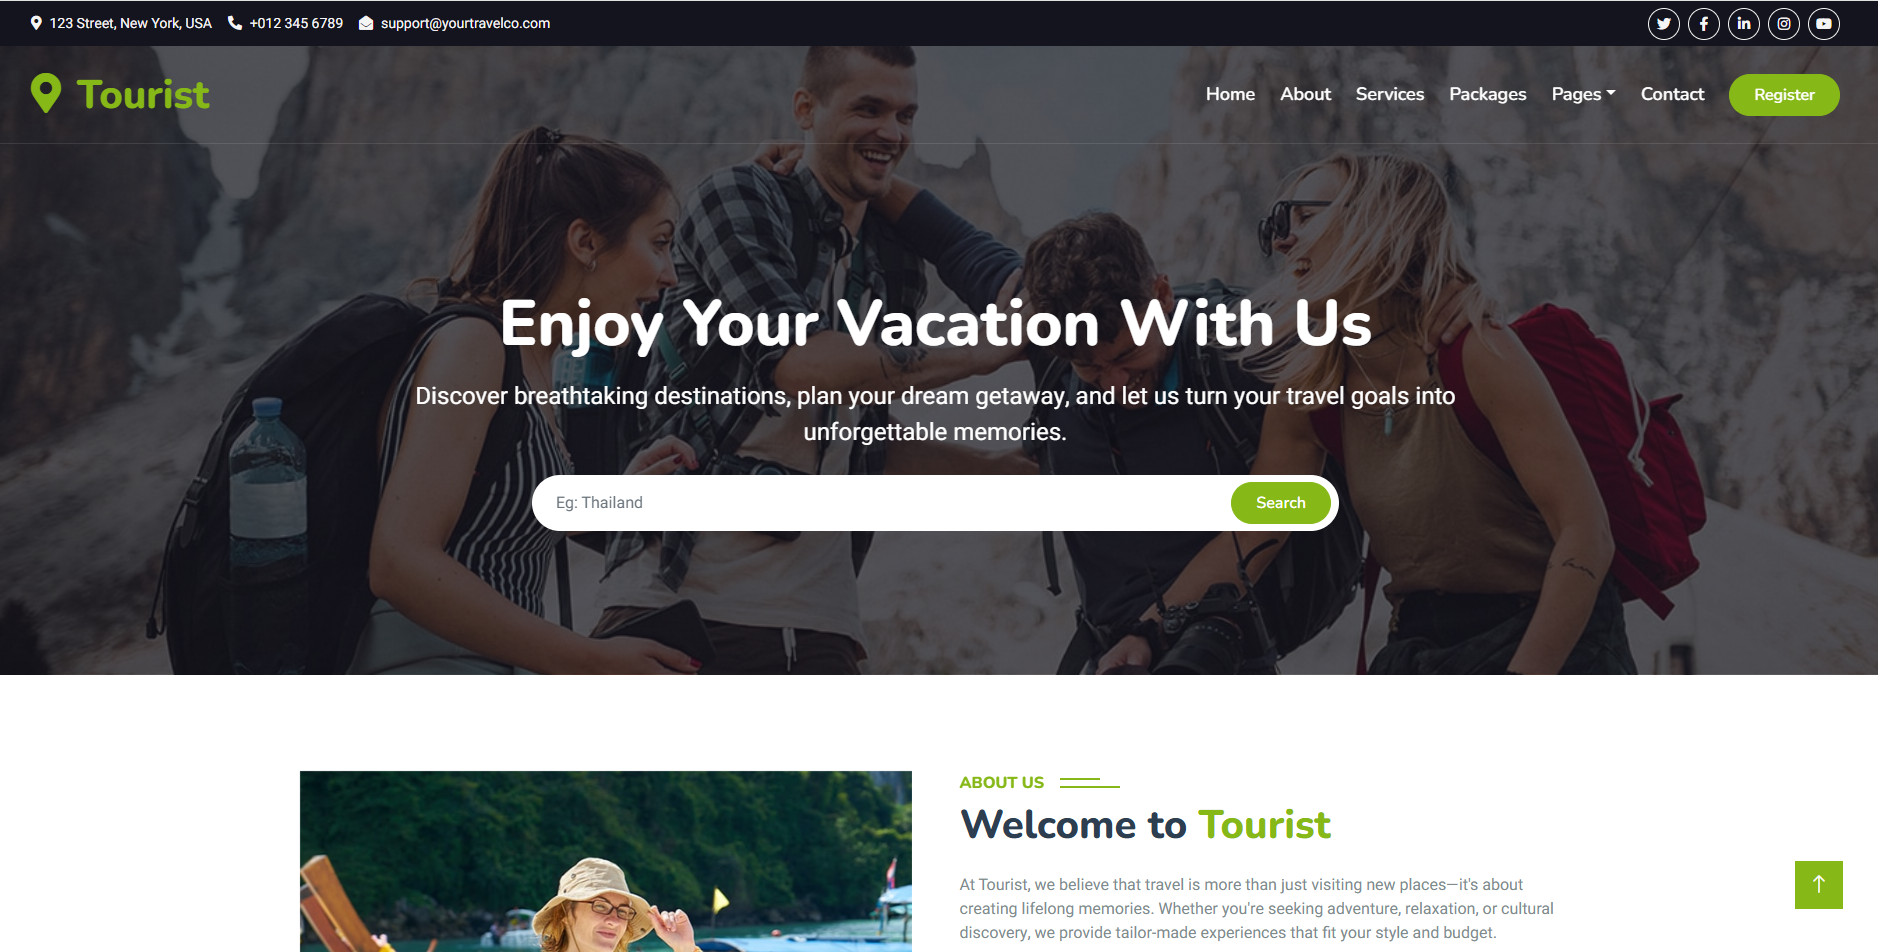 123 Street, New York, USA
+012 345 6789
support@yourtravelco.com
Tourist
Home
About
Services
Packages
Pages
Contact
Register
Enjoy Your Vacation With Us
Discover breathtaking destinations, plan your dream getaway, and let us turn your travel goals into
unforgettable memories.
Eg: Thailand
Search
ABOUT US
Welcome to Tourist
At Tourist, we believe that travel is more than just visiting new places—it's about
creating lifelong memories. Whether you're seeking adventure, relaxation, or cultural
discovery, we provide tailor-made experiences that fit your style and budget.